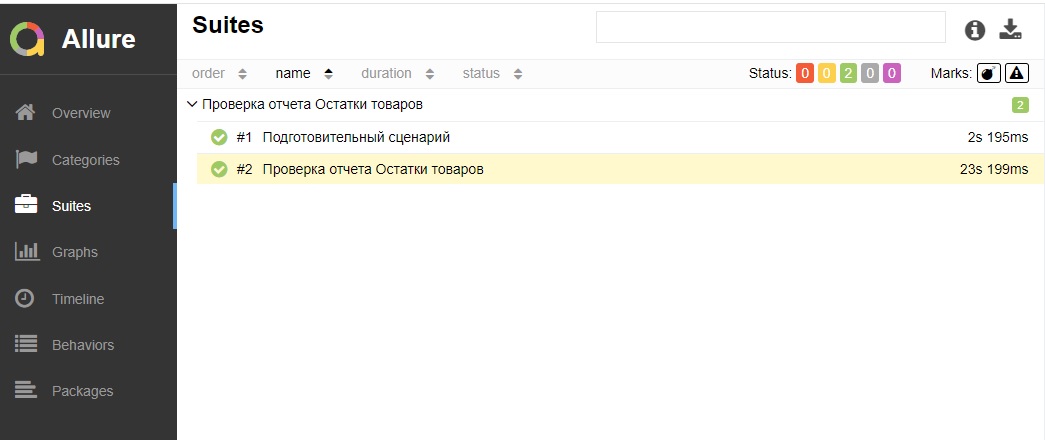 Allure
Overview
Categories
Suites
Graphs
Timeline
Behaviors
Packages
Suites
order name duration status Status: 0 0 2 0 0 Marks:
Проверка отчета Остатки товаров 2
#1 Подготовительный сценарий 2s 195ms
#2 Проверка отчета Остатки товаров 23s 199ms